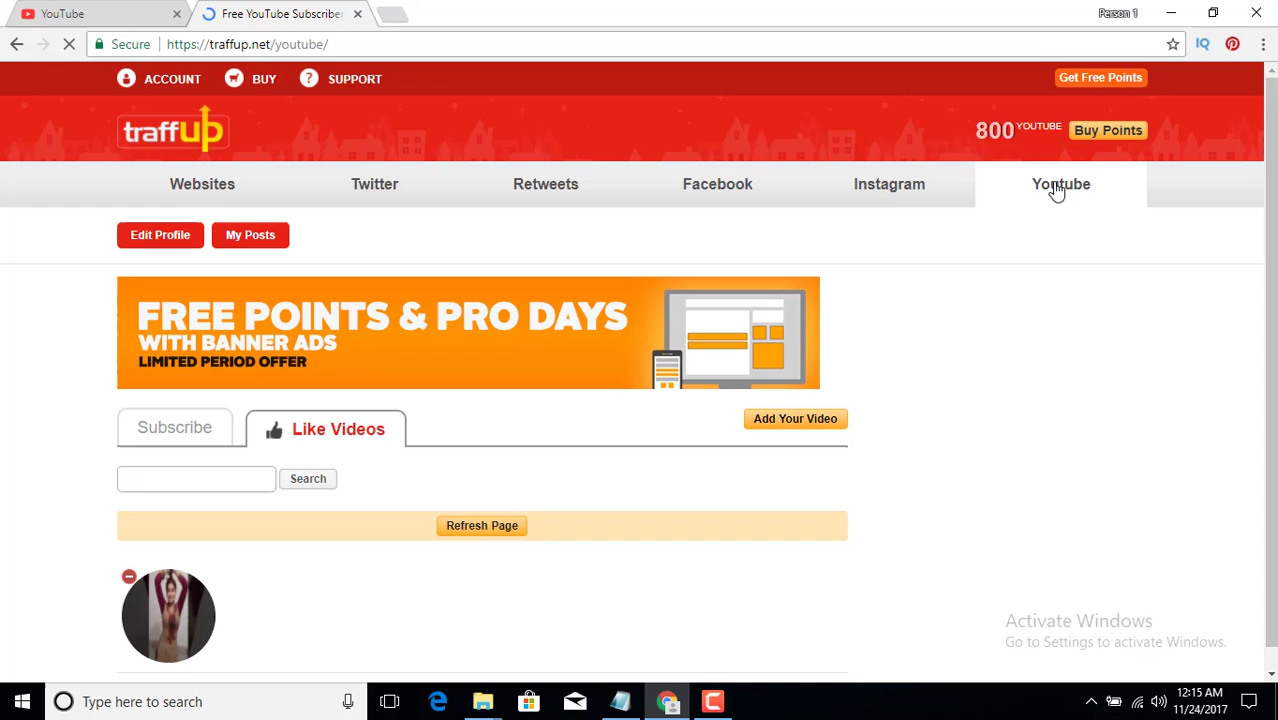 YouTube
Free YouTube Subscriber
Person 1
Secure
https://traffup.net/youtube/
IQ
ACCOUNT
BUY
?
SUPPORT
Get Free Points
traffup
800 YOUTUBE
Buy Points
Websites
Twitter
Retweets
Facebook
Instagram
Youtube
Edit Profile
My Posts
FREE POINTS & PRO DAYS
WITH BANNER ADS
LIMITED PERIOD OFFER
Subscribe
Like Videos
Add Your Video
Search
Refresh Page
Activate Windows
Go to Settings to activate Windows.
Type here to search
12:15 AM
11/24/2017